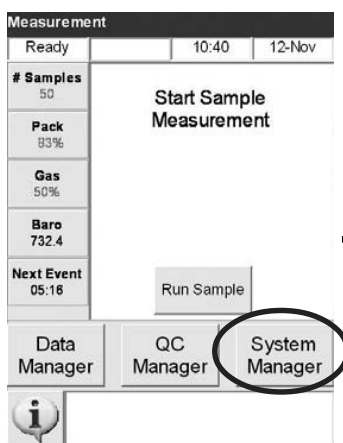 Measurement
Ready 10:40 12-Nov
# Samples
50
Pack
83%
Gas
50%
Baro
732.4
Next Event
05:16
Start Sample
Measurement
Run Sample
Data
Manager
QC
Manager
System
Manager
i